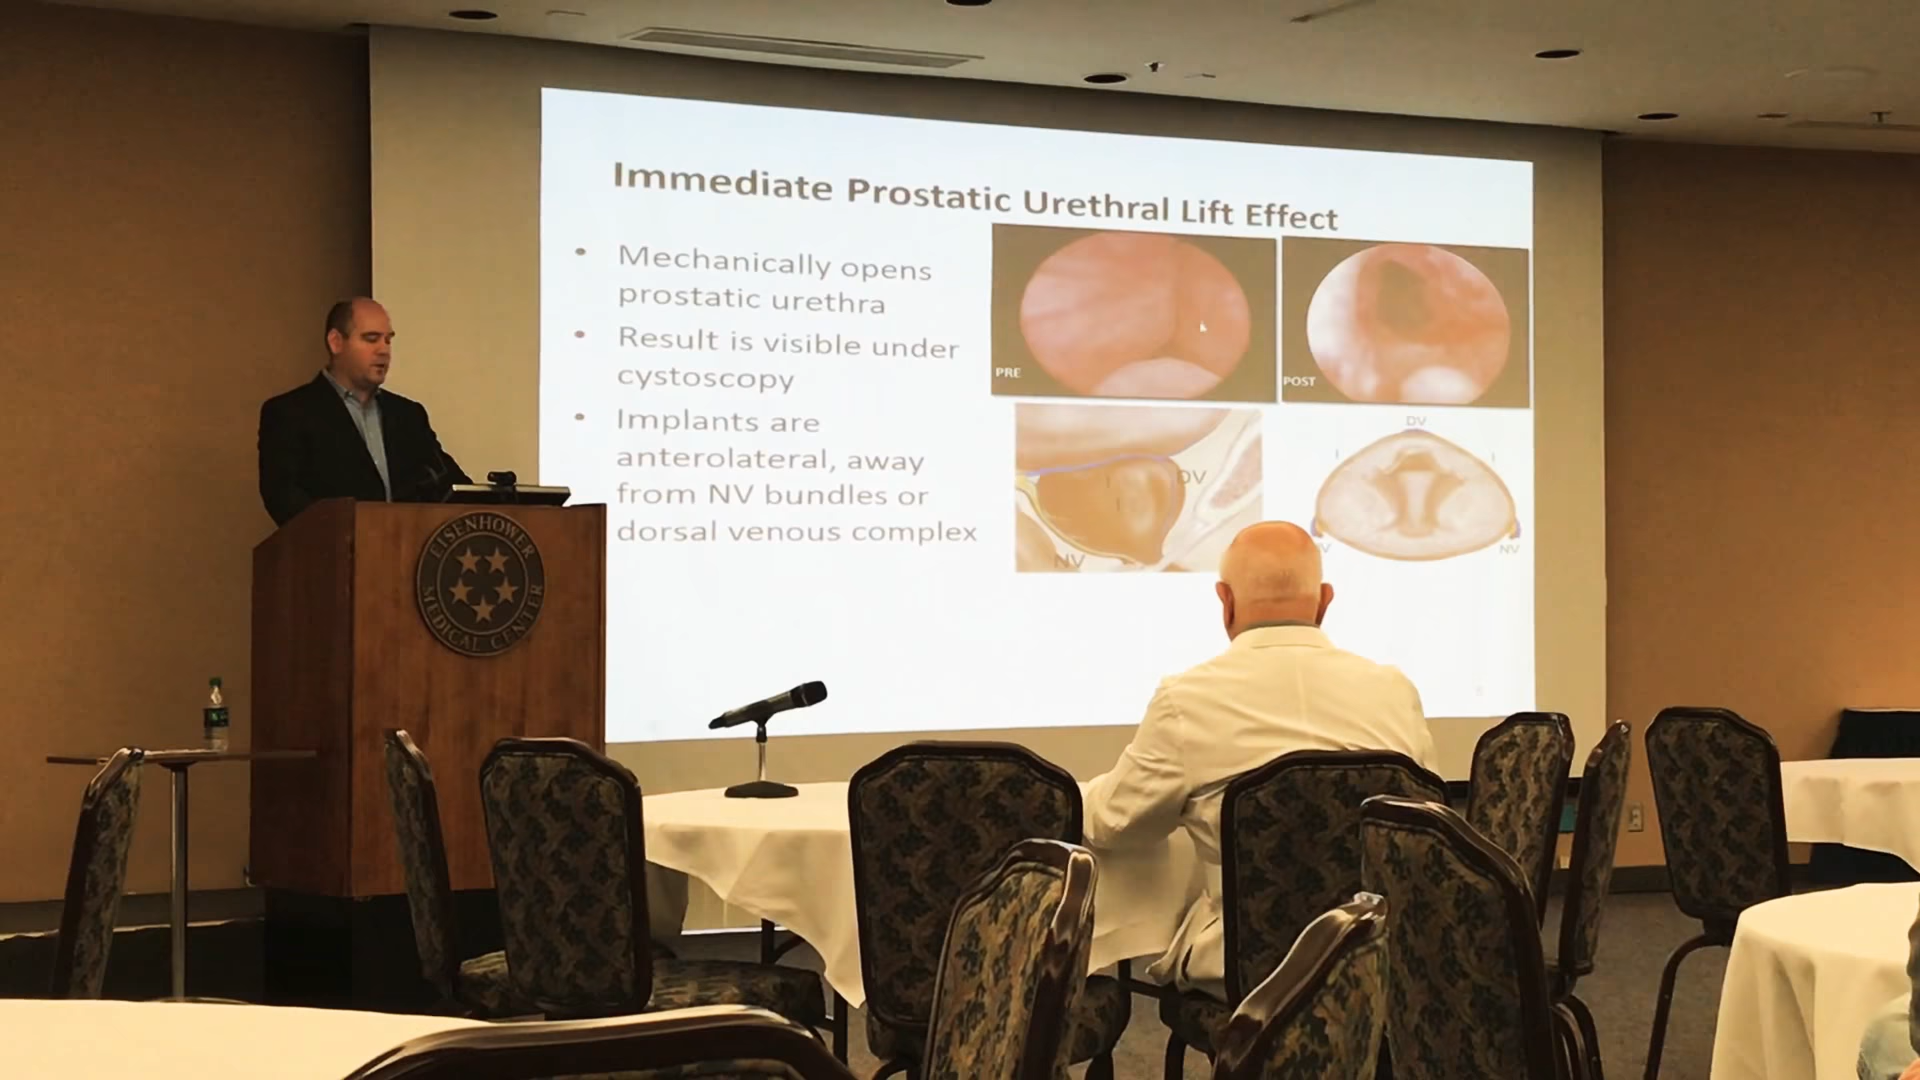 Immediate Prostatic Urethral Lift Effect
• Mechanically opens
prostatic urethra
• Result is visible under
cystoscopy
• Implants are
anterolateral, away
from NV bundles or
dorsal venous complex
PRE
POST
DV
NV
DV
I
I
NV
EISENHOWER
MEDICAL CENTER